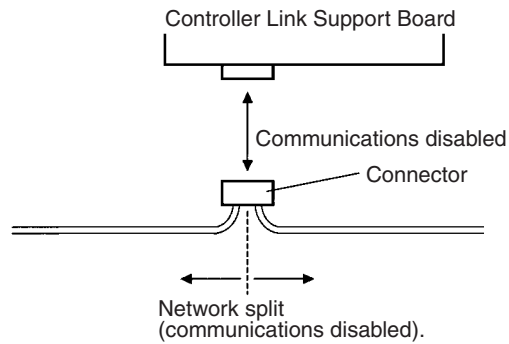 Controller Link Support Board
Communications disabled
Connector
Network split
(communications disabled).